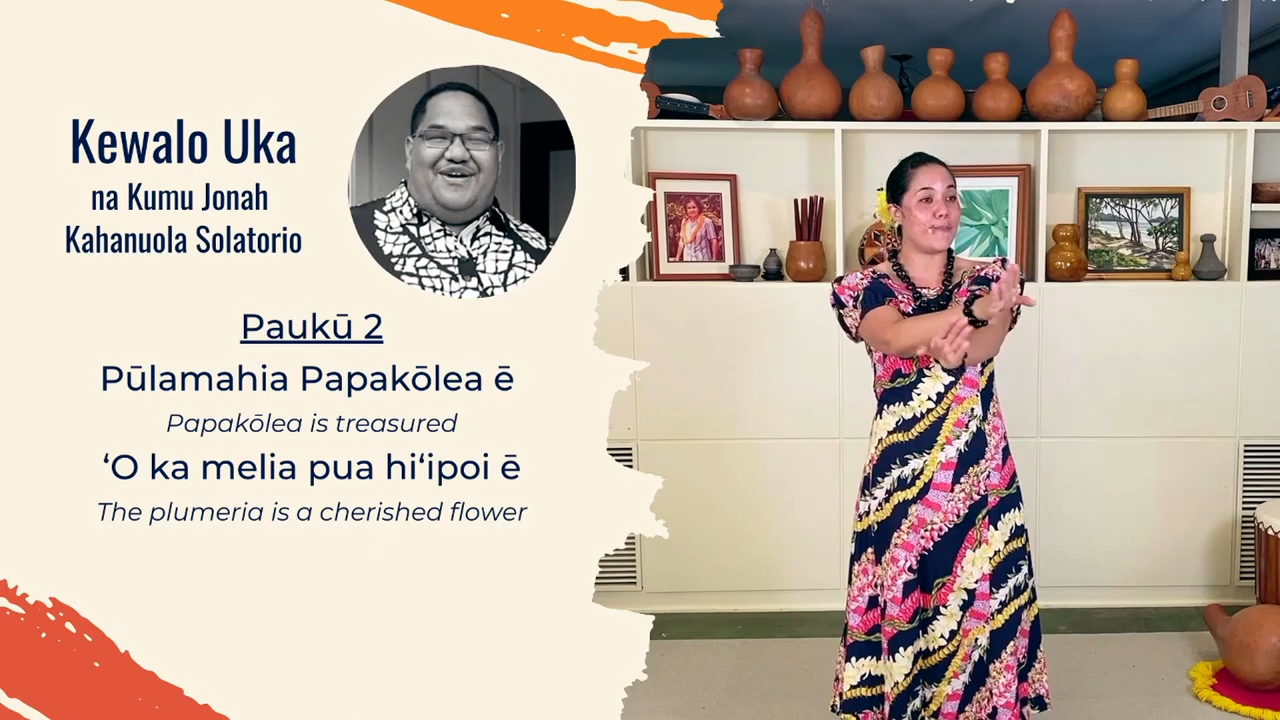 Kewalo Uka
na Kumu Jonah
Kahanuola Solatorio
Paukū 2
Pūlamahia Papakōlea ē
Papakōlea is treasured
ʻO ka melia pua hiʻipoi ē
The plumeria is a cherished flower